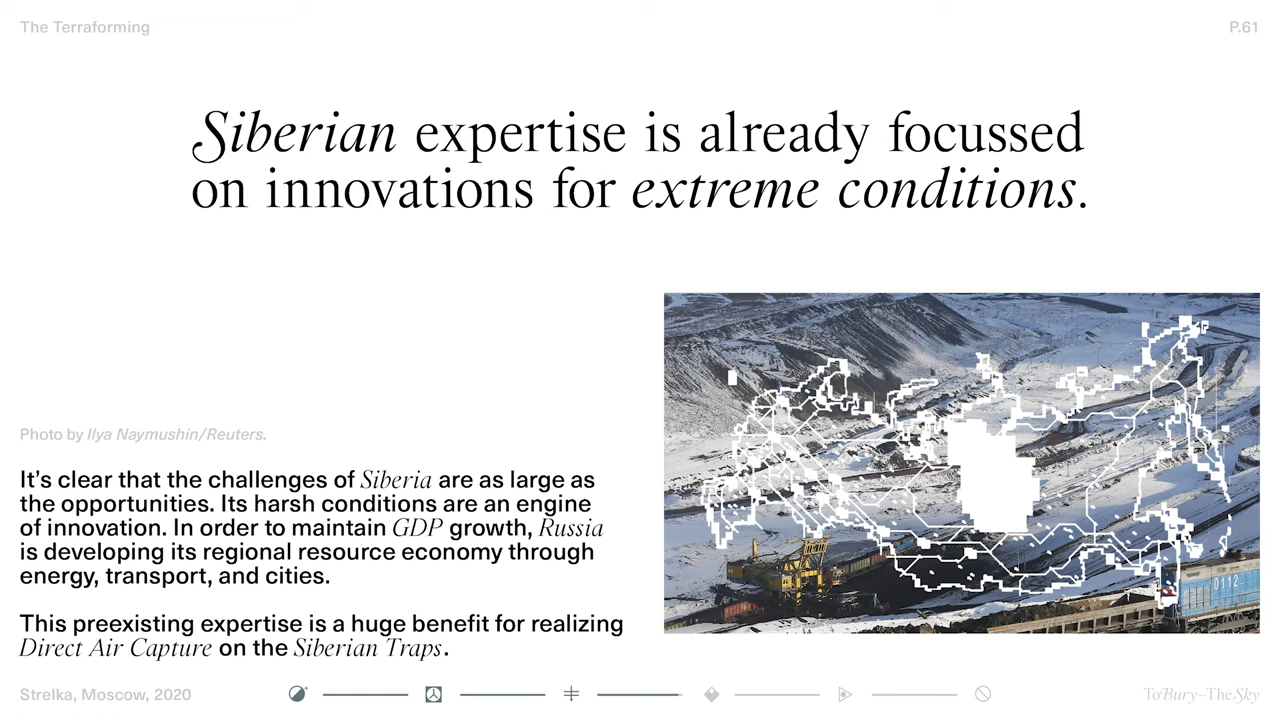 The Terraforming
P.61
Siberian expertise is already focussed
on innovations for extreme conditions.
Photo by Ilya Naymushin/Reuters.
It's clear that the challenges of Siberia are as large as
the opportunities. Its harsh conditions are an engine
of innovation. In order to maintain GDP growth, Russia
is developing its regional resource economy through
energy, transport, and cities.
This preexisting expertise is a huge benefit for realizing
Direct Air Capture on the Siberian Traps.
0112
Strelka, Moscow, 2020
To Bury–The Sky